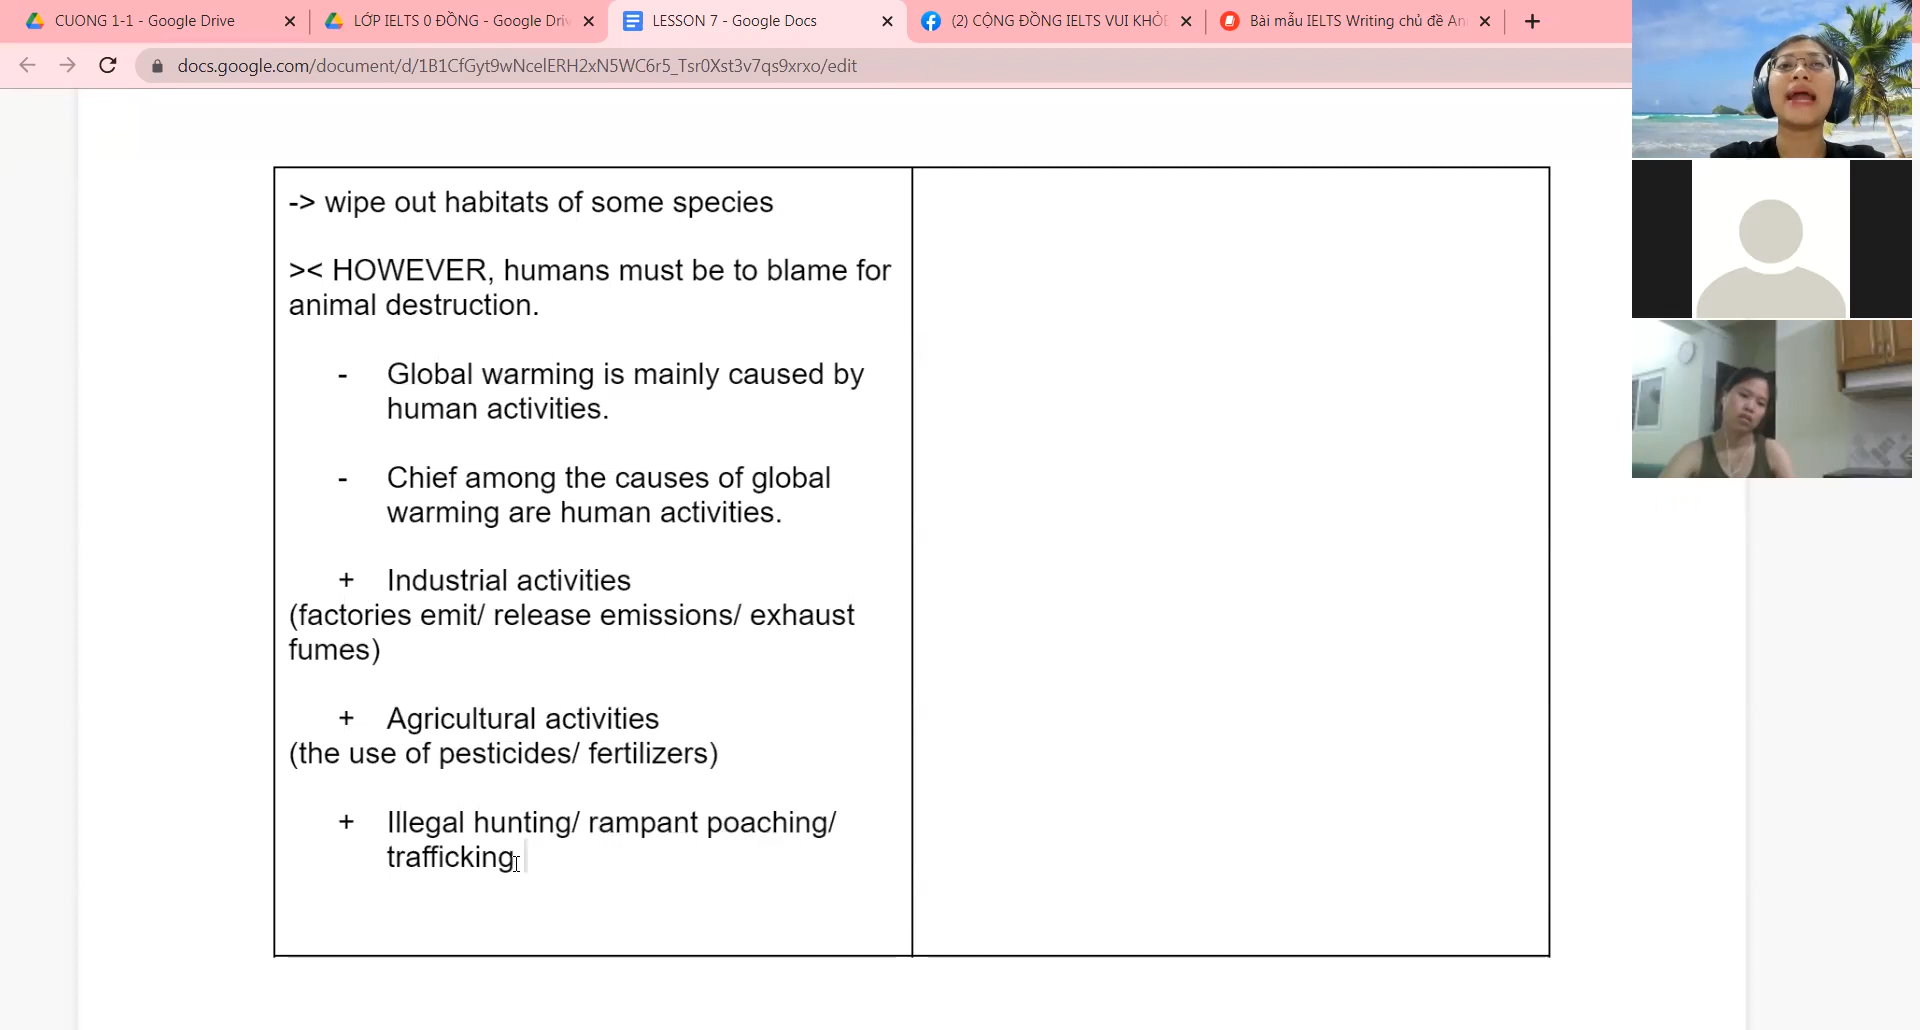 CUONG 1-1 - Google Drive
LỚP IELTS 0 ĐỒNG - Google Dri
LESSON 7 - Google Docs
(2) CỘNG ĐỒNG IELTS VUI KHỎE
Bài mẫu IELTS Writing chủ đề An
docs.google.com/document/d/1B1CfGyt9wNcelERH2xN5WC6r5_Tsr0Xst3v7qs9xrxo/edit
-> wipe out habitats of some species
>< HOWEVER, humans must be to blame for
animal destruction.
- Global warming is mainly caused by
human activities.
- Chief among the causes of global
warming are human activities.
+ Industrial activities
(factories emit/ release emissions/ exhaust
fumes)
+ Agricultural activities
(the use of pesticides/ fertilizers)
+ Illegal hunting/ rampant poaching/
trafficking